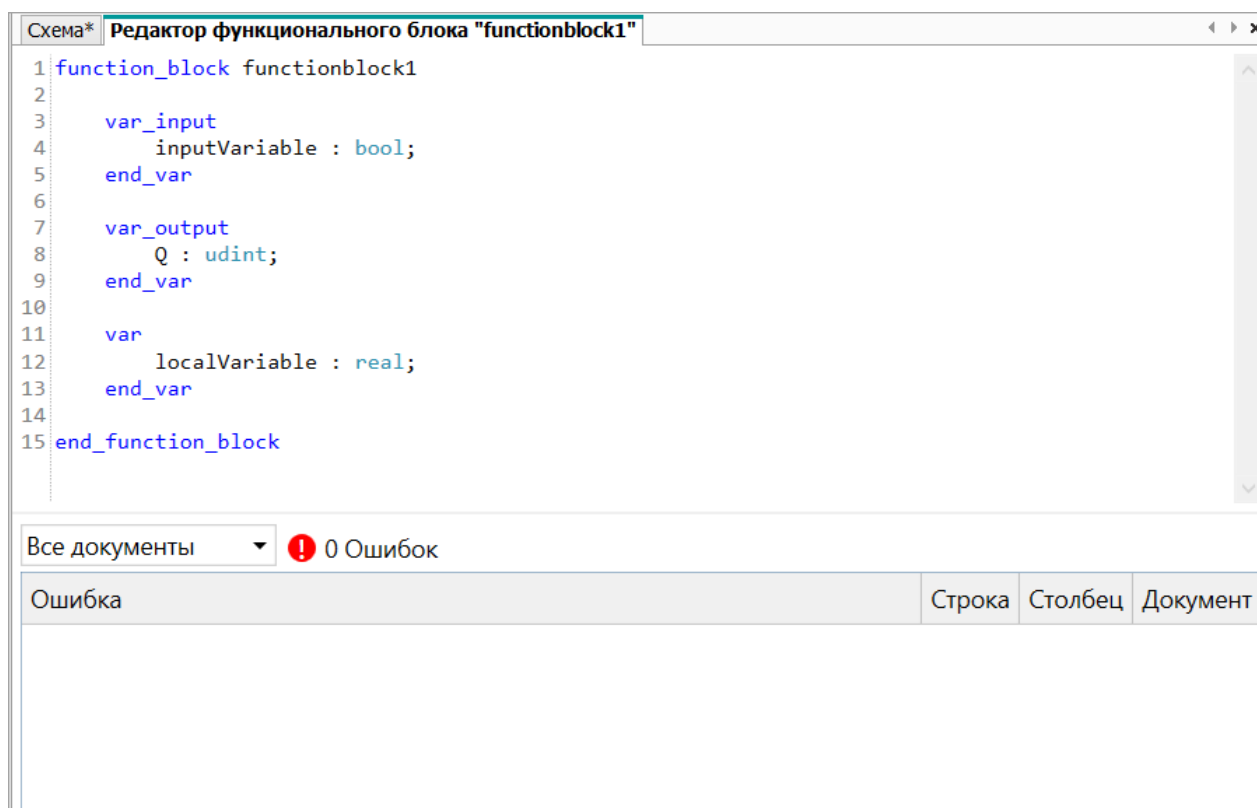 Схема* Редактор функционального блока "functionblock1"
1 function_block functionblock1
2
3 var_input
4 inputVariable : bool;
5 end_var
6
7 var_output
8 Q : udint;
9 end_var
10
11 var
12 localVariable : real;
13 end_var
14
15 end_function_block
Все документы 0 Ошибок
Ошибка Строка Столбец Документ